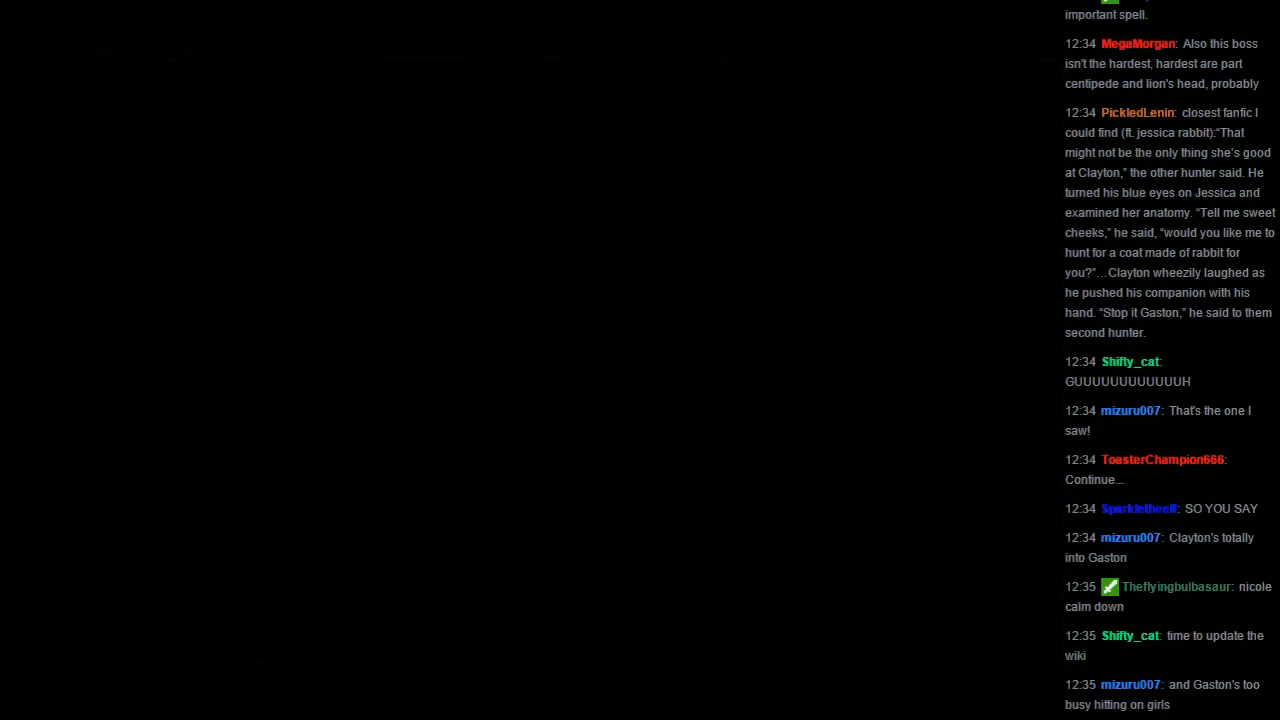 important spell.
12:34 MegaMorgan: Also this boss
isn't the hardest, hardest are part
centipede and lion's head, probably
12:34 PickledLenin: closest fanfic I
could find (ft. jessica rabbit):“That
might not be the only thing she’s good
at Clayton,” the other hunter said. He
turned his blue eyes on Jessica and
examined her anatomy. “Tell me sweet
cheeks,” he said, “would you like me to
hunt for a coat made of rabbit for
you?”…Clayton wheezily laughed as
he pushed his companion with his
hand. “Stop it Gaston,” he said to them
second hunter.
12:34 Shifty_cat:
GUUUUUUUUUUUUH
12:34 mizuru007: That's the one I
saw!
12:34 ToasterChampion666:
Continue...
12:34 Sparklethoelf: SO YOU SAY
12:34 mizuru007: Clayton's totally
into Gaston
12:35 Theflyingbulbasaur: nicole
calm down
12:35 Shifty_cat: time to update the
wiki
12:35 mizuru007: and Gaston's too
busy hitting on girls